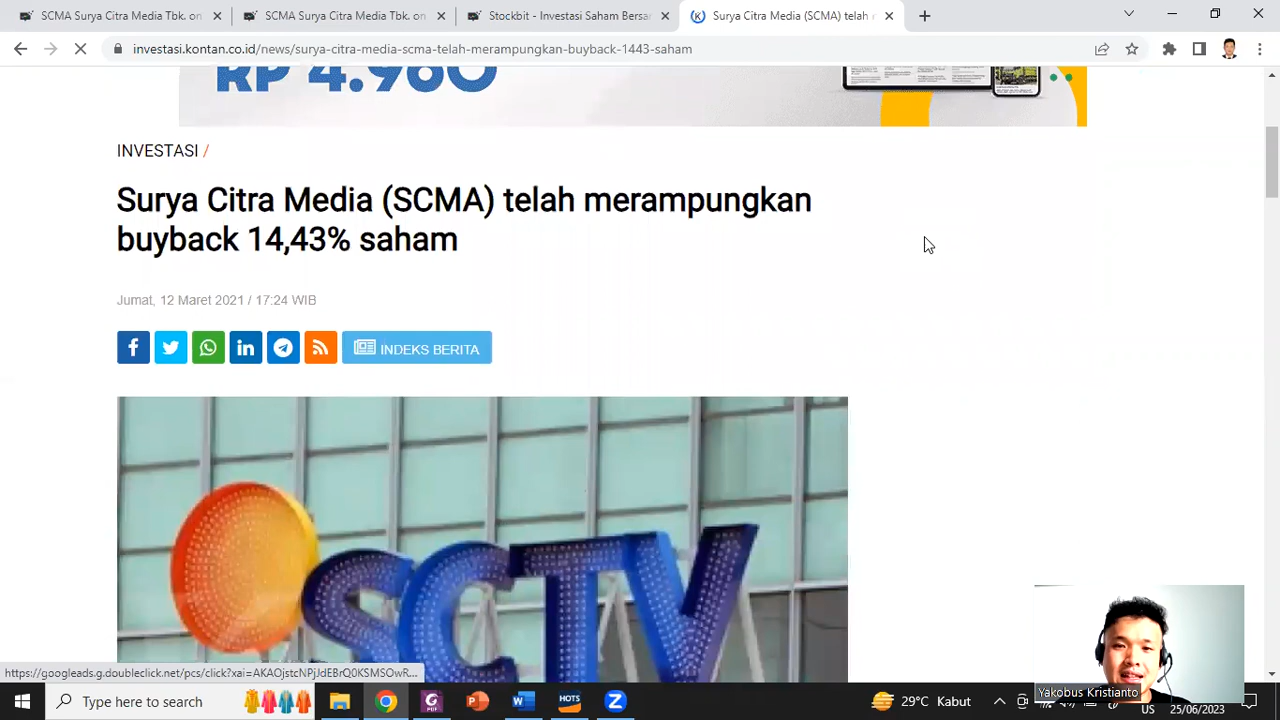 SCMA Surya Citra Media Tbk. on
SCMA Surya Citra Media Tbk. on
Stockbit - Investasi Saham Bersa
Surya Citra Media (SCMA) telah m
investasi.kontan.co.id/news/surya-citra-media-scma-telah-merampungkan-buyback-1443-saham
RP 4.980
INVESTASI /
Surya Citra Media (SCMA) telah merampungkan
buyback 14,43% saham
Jumat, 12 Maret 2021 / 17:24 WIB
INDEKS BERITA
SCTV
https://googleads.g.doubleclick.net/pcs/click?xai=AKAOjstcNPjJdEBrQ0KSMSOwR...
Yakobus Kristianto
Type here to search
HOTS
29°C Kabut
US
25/06/2023